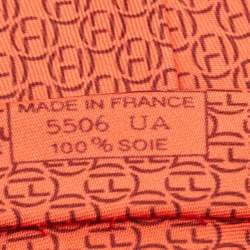 MADE IN FRANCE
5506 UA
100% SOIE